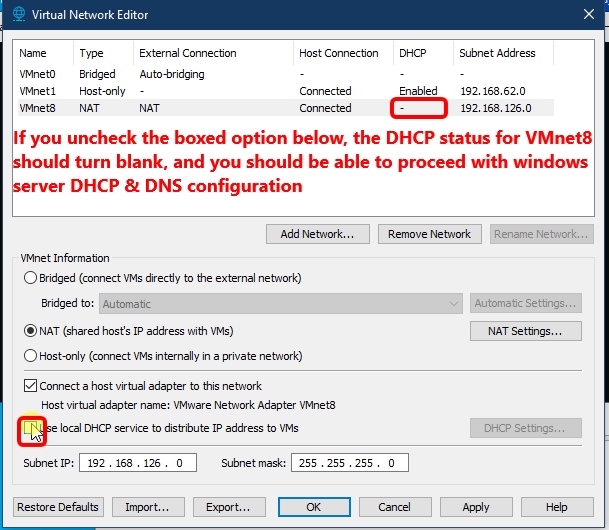 Virtual Network Editor
Name Type External Connection Host Connection DHCP Subnet Address
VMnet0 Bridged Auto-bridging - - -
VMnet1 Host-only - Connected Enabled 192.168.62.0
VMnet8 NAT NAT Connected - 192.168.126.0
If you uncheck the boxed option below, the DHCP status for VMnet8
should turn blank, and you should be able to proceed with windows
server DHCP & DNS configuration
Add Network... Remove Network Rename Network...
VMnet Information
Bridged (connect VMs directly to the external network)
Bridged to: Automatic Automatic Settings...
NAT (shared host's IP address with VMs) NAT Settings...
Host-only (connect VMs internally in a private network)
Connect a host virtual adapter to this network
Host virtual adapter name: VMware Network Adapter VMnet8
Use local DHCP service to distribute IP address to VMs DHCP Settings...
Subnet IP: 192 . 168 . 126 . 0 Subnet mask: 255 . 255 . 255 . 0
Restore Defaults Import... Export... OK Cancel Apply Help